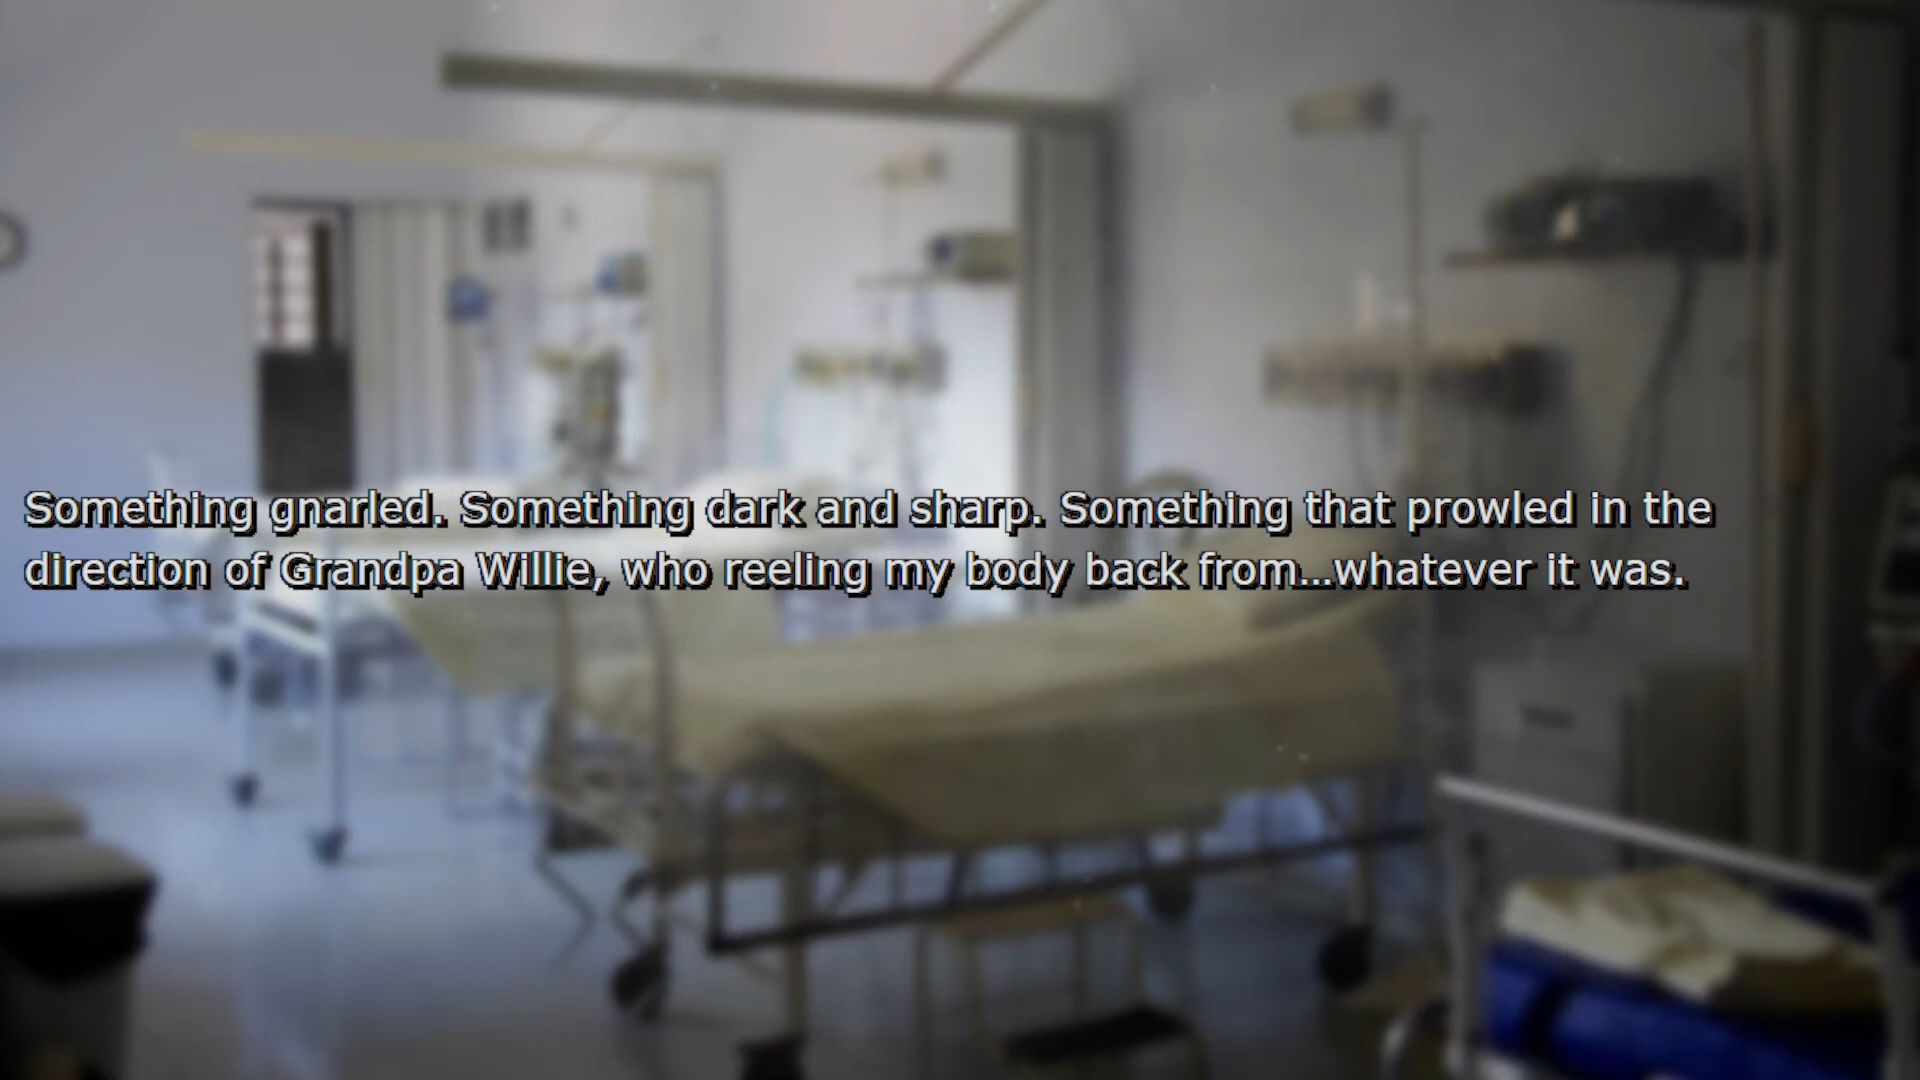 Something gnarled. Something dark and sharp. Something that prowled in the
direction of Grandpa Willie, who reeling my body back from...whatever it was.